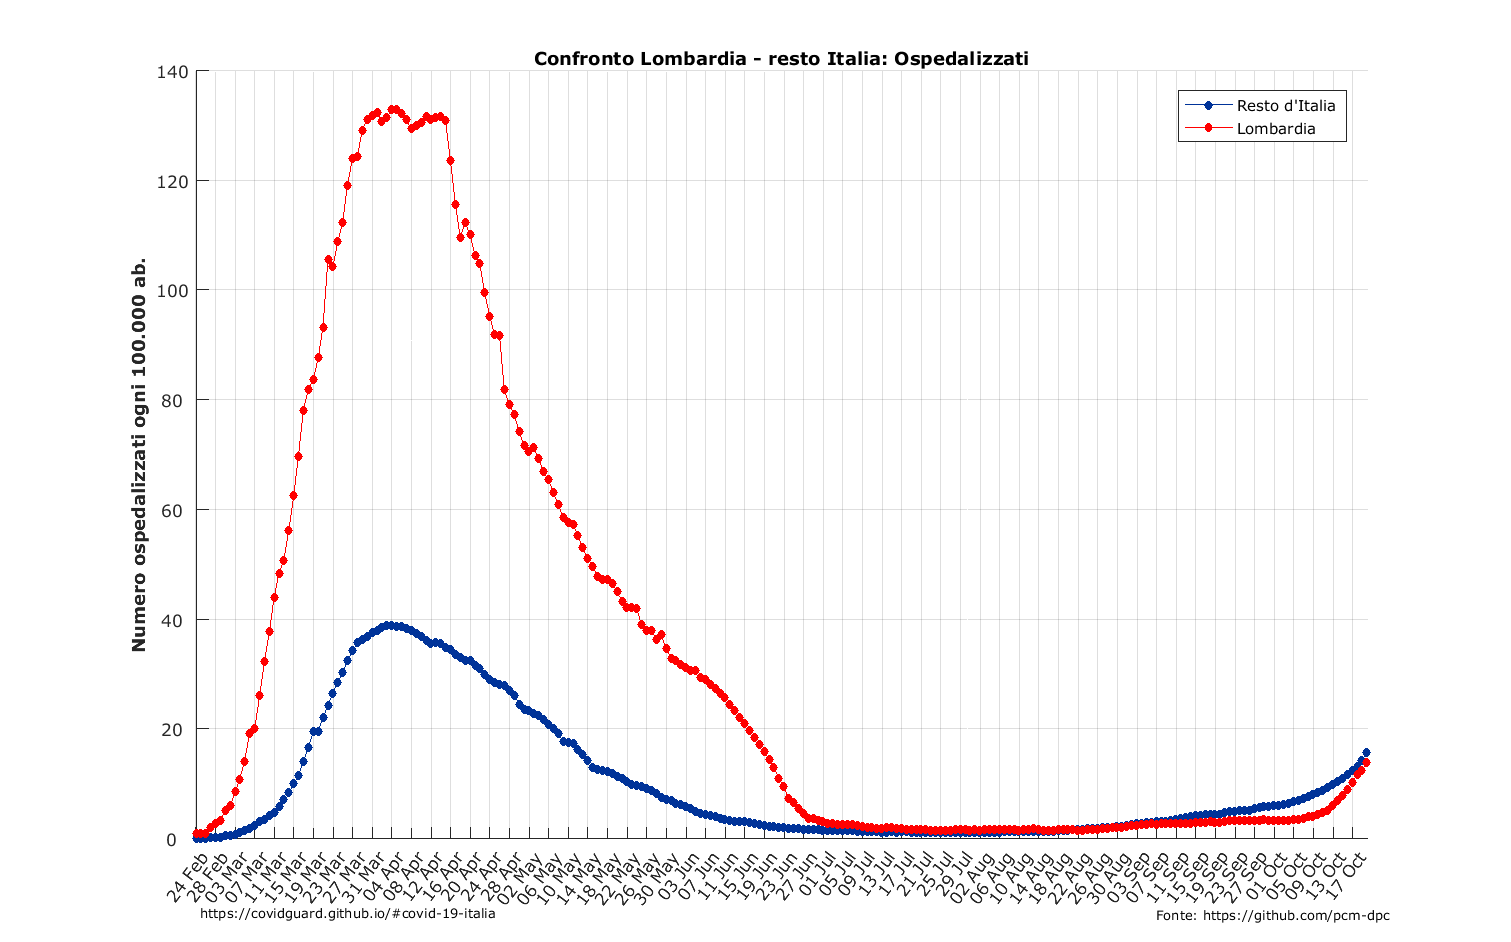 Confronto Lombardia - resto Italia: Ospedalizzati
Resto d'Italia
Lombardia
Numero ospedalizzati ogni 100.000 ab.
140
120
100
80
60
40
20
0
24 Feb
28 Feb
03 Mar
07 Mar
11 Mar
15 Mar
19 Mar
23 Mar
27 Mar
31 Mar
04 Apr
08 Apr
12 Apr
16 Apr
20 Apr
24 Apr
28 Apr
02 May
06 May
10 May
14 May
18 May
22 May
26 May
30 May
03 Jun
07 Jun
11 Jun
15 Jun
19 Jun
23 Jun
27 Jun
01 Jul
05 Jul
09 Jul
13 Jul
17 Jul
21 Jul
25 Jul
29 Jul
02 Aug
06 Aug
10 Aug
14 Aug
18 Aug
22 Aug
26 Aug
30 Aug
03 Sep
07 Sep
11 Sep
15 Sep
19 Sep
23 Sep
27 Sep
01 Oct
05 Oct
09 Oct
13 Oct
17 Oct
https://covidguard.github.io/#covid-19-italia
Fonte: https://github.com/pcm-dpc